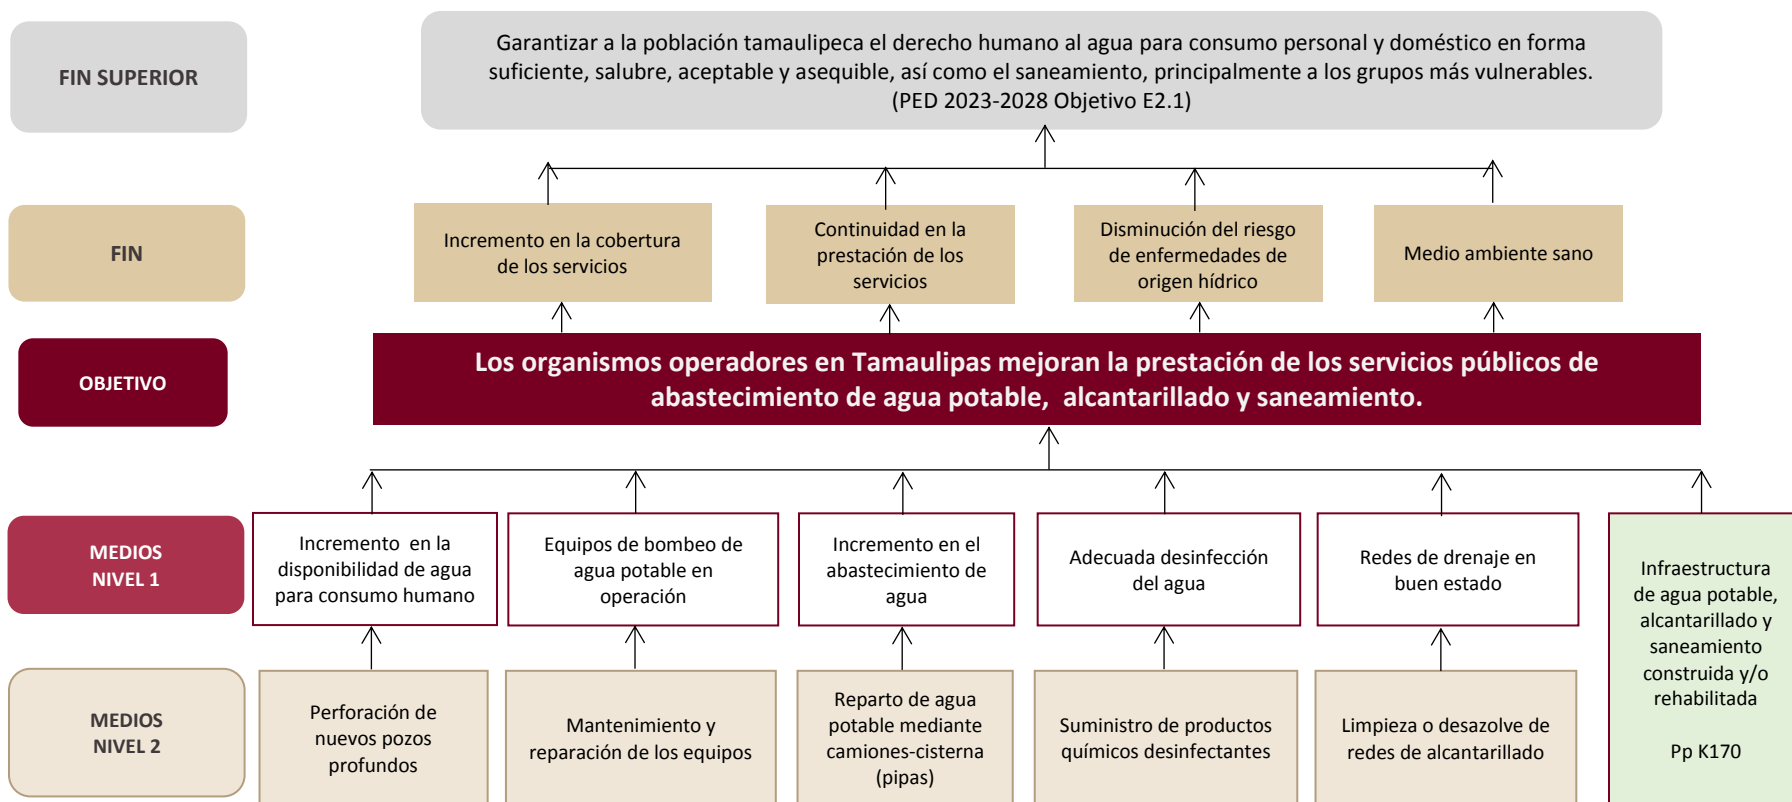 FIN SUPERIOR
Garantizar a la población tamaulipeca el derecho humano al agua para consumo personal y doméstico en forma
suficiente, salubre, aceptable y asequible, así como el saneamiento, principalmente a los grupos más vulnerables.
(PED 2023-2028 Objetivo E2.1)
FIN
Incremento en la cobertura
de los servicios
Continuidad en la
prestación de los
servicios
Disminución del riesgo
de enfermedades de
origen hídrico
Medio ambiente sano
OBJETIVO
Los organismos operadores en Tamaulipas mejoran la prestación de los servicios públicos de
abastecimiento de agua potable, alcantarillado y saneamiento.
MEDIOS
NIVEL 1
Incremento en la
disponibilidad de agua
para consumo humano
Equipos de bombeo de
agua potable en
operación
Incremento en el
abastecimiento de
agua
Adecuada desinfección
del agua
Redes de drenaje en
buen estado
Infraestructura
de agua potable,
alcantarillado y
saneamiento
construida y/o
rehabilitada
Pp K170
MEDIOS
NIVEL 2
Perforación de
nuevos pozos
profundos
Mantenimiento y
reparación de los equipos
Reparto de agua
potable mediante
camiones-cisterna
(pipas)
Suministro de productos
químicos desinfectantes
Limpieza o desazolve de
redes de alcantarillado